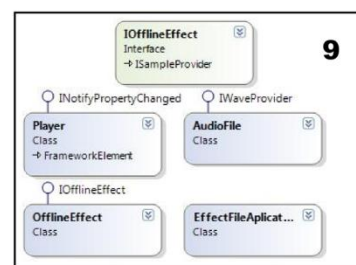 IOfflineEffect
Interface
→ ISampleProvider
9
INotifyPropertyChanged
IWaveProvider
Player
Class
→ FrameworkElement
AudioFile
Class
IOfflineEffect
OfflineEffect
Class
EffectFileAplicat...
Class